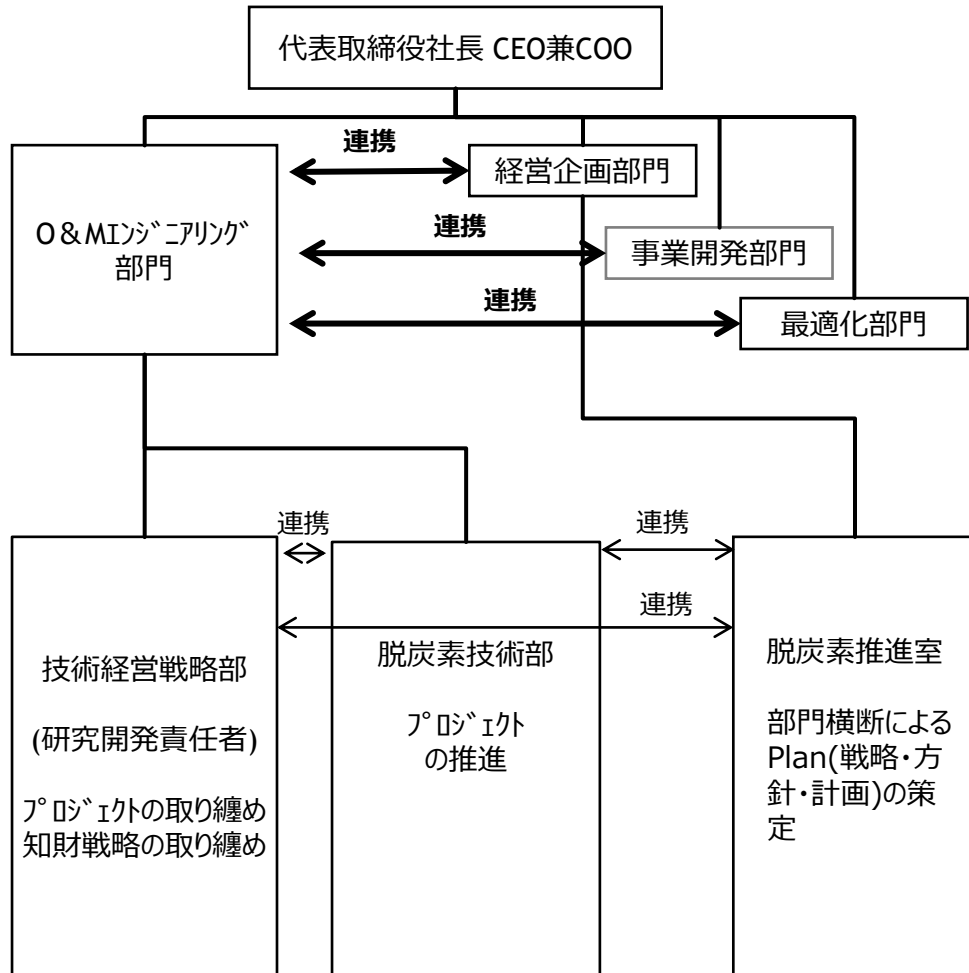 代表取締役社長 CEO兼COO
連携
経営企画部門
O&Mｴﾝｼﾞﾆｱﾘﾝｸﾞ
部門
連携
事業開発部門
連携
最適化部門
連携
連携
連携
技術経営戦略部
(研究開発責任者)
ﾌﾟﾛｼﾞｪｸﾄの取り纏め
知財戦略の取り纏め
脱炭素技術部
ﾌﾟﾛｼﾞｪｸﾄ
の推進
脱炭素推進室
部門横断による
Plan(戦略・方
針・計画)の策
定